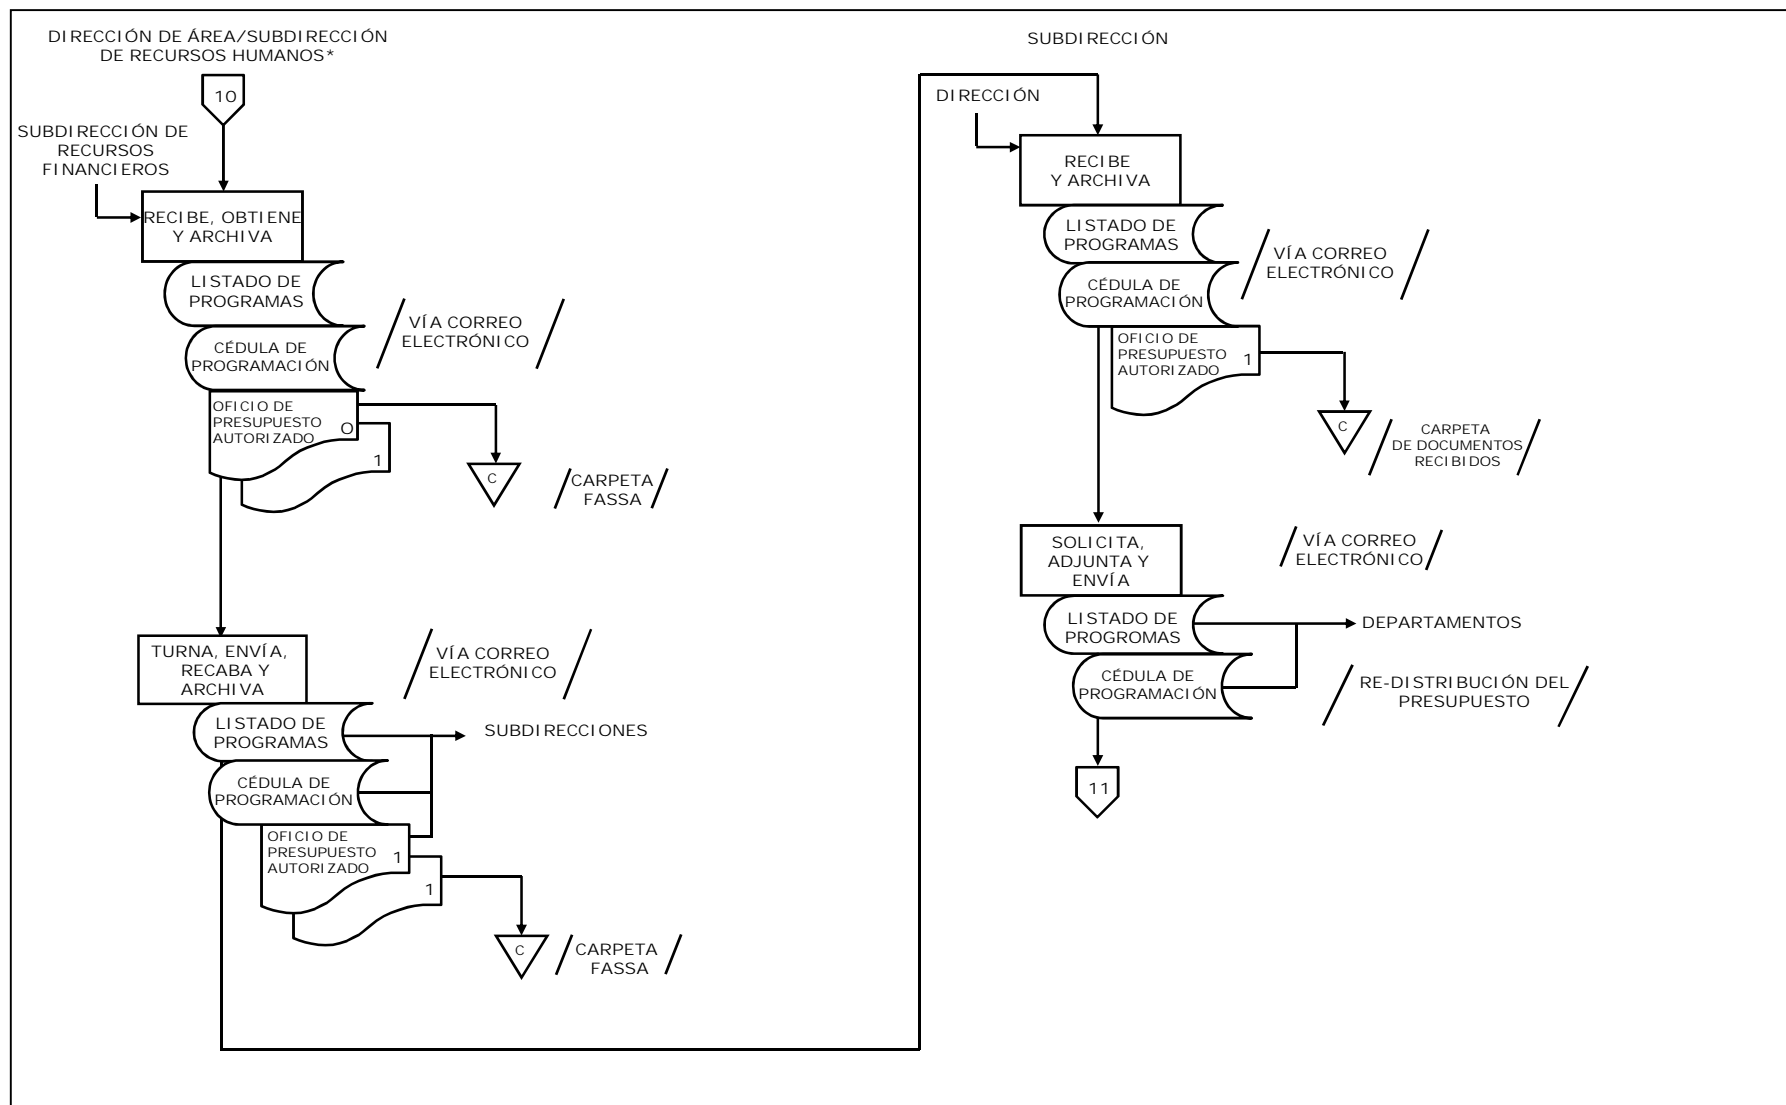 DIRECCIÓN DE ÁREA/SUBDIRECCIÓN
DE RECURSOS HUMANOS*
10
SUBDIRECCIÓN DE
RECURSOS
FINANCIEROS
RECIBE, OBTIENE
Y ARCHIVA
LISTADO DE
PROGRAMAS
CÉDULA DE
PROGRAMACIÓN
VÍA CORREO
ELECTRÓNICO
OFICIO DE
PRESUPUESTO
AUTORIZADO
O
1
C
CARPETA
FASSA
TURNA, ENVÍA,
RECABA Y
ARCHIVA
VÍA CORREO
ELECTRÓNICO
LISTADO DE
PROGRAMAS
SUBDIRECCIONES
CÉDULA DE
PROGRAMACIÓN
OFICIO DE
PRESUPUESTO
AUTORIZADO
1
1
C
CARPETA
FASSA
SUBDIRECCIÓN
DIRECCIÓN
RECIBE
Y ARCHIVA
LISTADO DE
PROGRAMAS
VÍA CORREO
ELECTRÓNICO
CÉDULA DE
PROGRAMACIÓN
OFICIO DE
PRESUPUESTO
AUTORIZADO
1
C
CARPETA
DE DOCUMENTOS
RECIBIDOS
SOLICITA,
ADJUNTA Y
ENVÍA
VÍA CORREO
ELECTRÓNICO
LISTADO DE
PROGROMAS
DEPARTAMENTOS
CÉDULA DE
PROGRAMACIÓN
RE-DISTRIBUCIÓN DEL
PRESUPUESTO
11